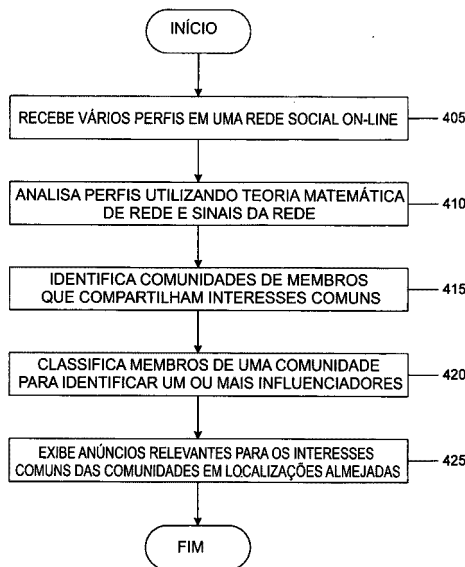 INÍCIO
RECEBE VÁRIOS PERFIS EM UMA REDE SOCIAL ON-LINE
405
ANALISA PERFIS UTILIZANDO TEORIA MATEMÁTICA
DE REDE E SINAIS DA REDE
410
IDENTIFICA COMUNIDADES DE MEMBROS
QUE COMPARTILHAM INTERESSES COMUNS
415
CLASSIFICA MEMBROS DE UMA COMUNIDADE
PARA IDENTIFICAR UM OU MAIS INFLUENCIADORES
420
EXIBE ANÚNCIOS RELEVANTES PARA OS INTERESSES
COMUNS DAS COMUNIDADES EM LOCALIZAÇÕES ALMEJADAS
425
FIM